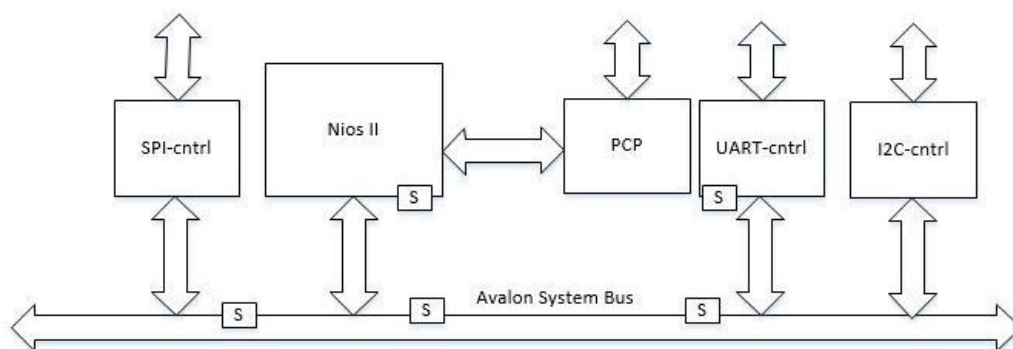 SPI-cntrl
Nios II
PCP
UART-cntrl
I2C-cntrl
S
S
Avalon System Bus
S
S
S